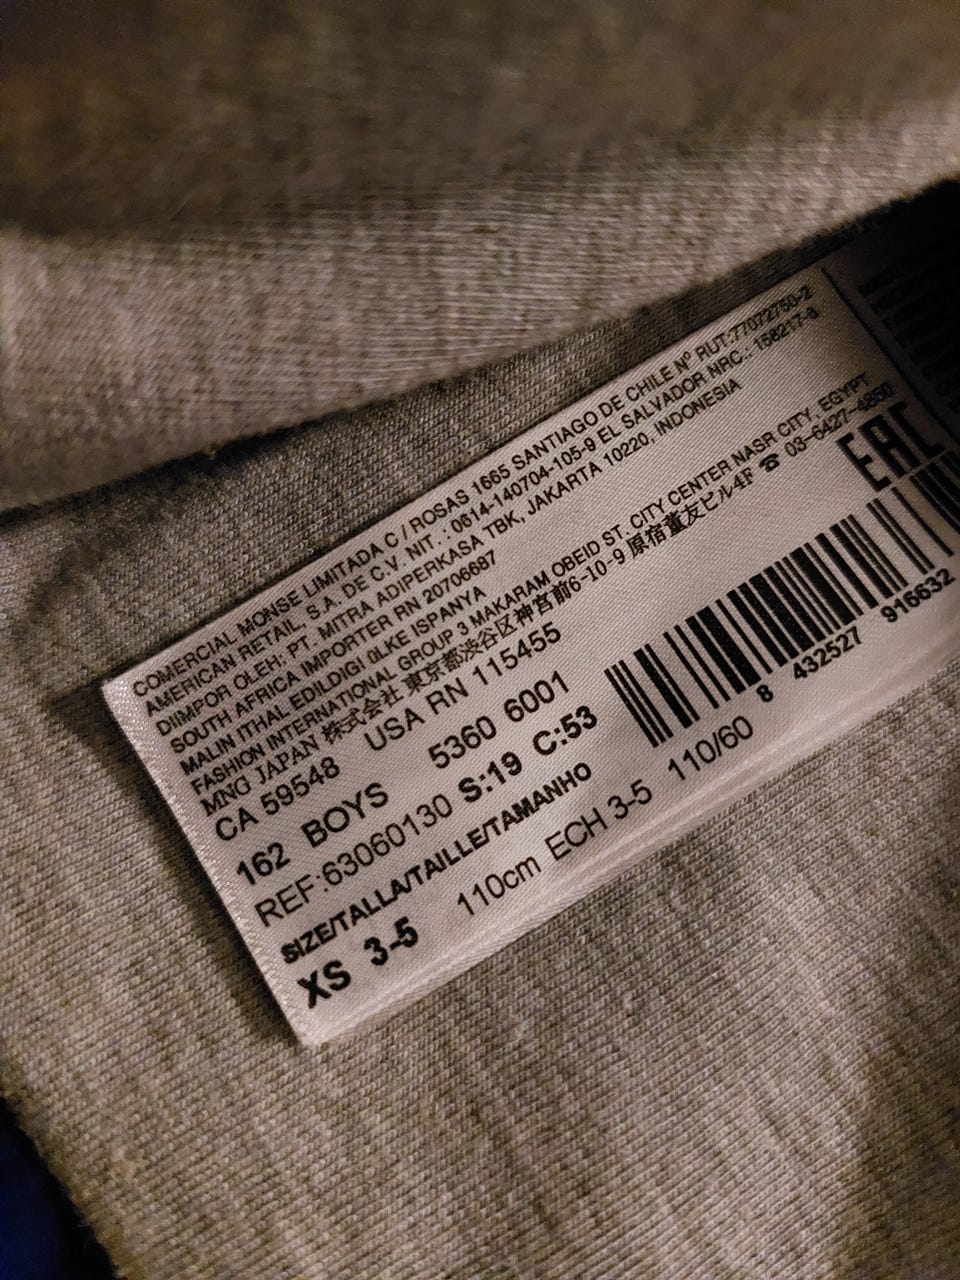 COMERCIAL MONSE LIMITADA C / ROSAS 1665 SANTIAGO DE CHILE Nº RUT:77072750-2
AMERICAN RETAIL, S.A. DE C.V. NIT. : 0614-140704-105-9 EL SALVADOR NRC.: 158217-6
DIIMPOR OLEH: PT. MITRA ADIPERKASA TBK, JAKARTA 10220, INDONESIA
SOUTH AFRICA IMPORTER RN 20706687
MALIN ITHAL EDILDIGI ÜLKE ISPANYA
FASHION INTERNATIONAL GROUP 3 MAKARAM OBEID ST. CITY CENTER NASR CITY, EGYPT
MNG JAPAN 株式会社 東京都渋谷区神宮前6-10-9 原宿董友ビル4F ☎ 03-6427-4850
CA 59548 USA RN 115455
EAC
162 BOYS 5360 6001
REF:63060130 S:19 C:53
8 432527 916632
SIZE/TALLA/TAILLE/TAMANHO
XS 3-5 110cm ECH 3-5 110/60